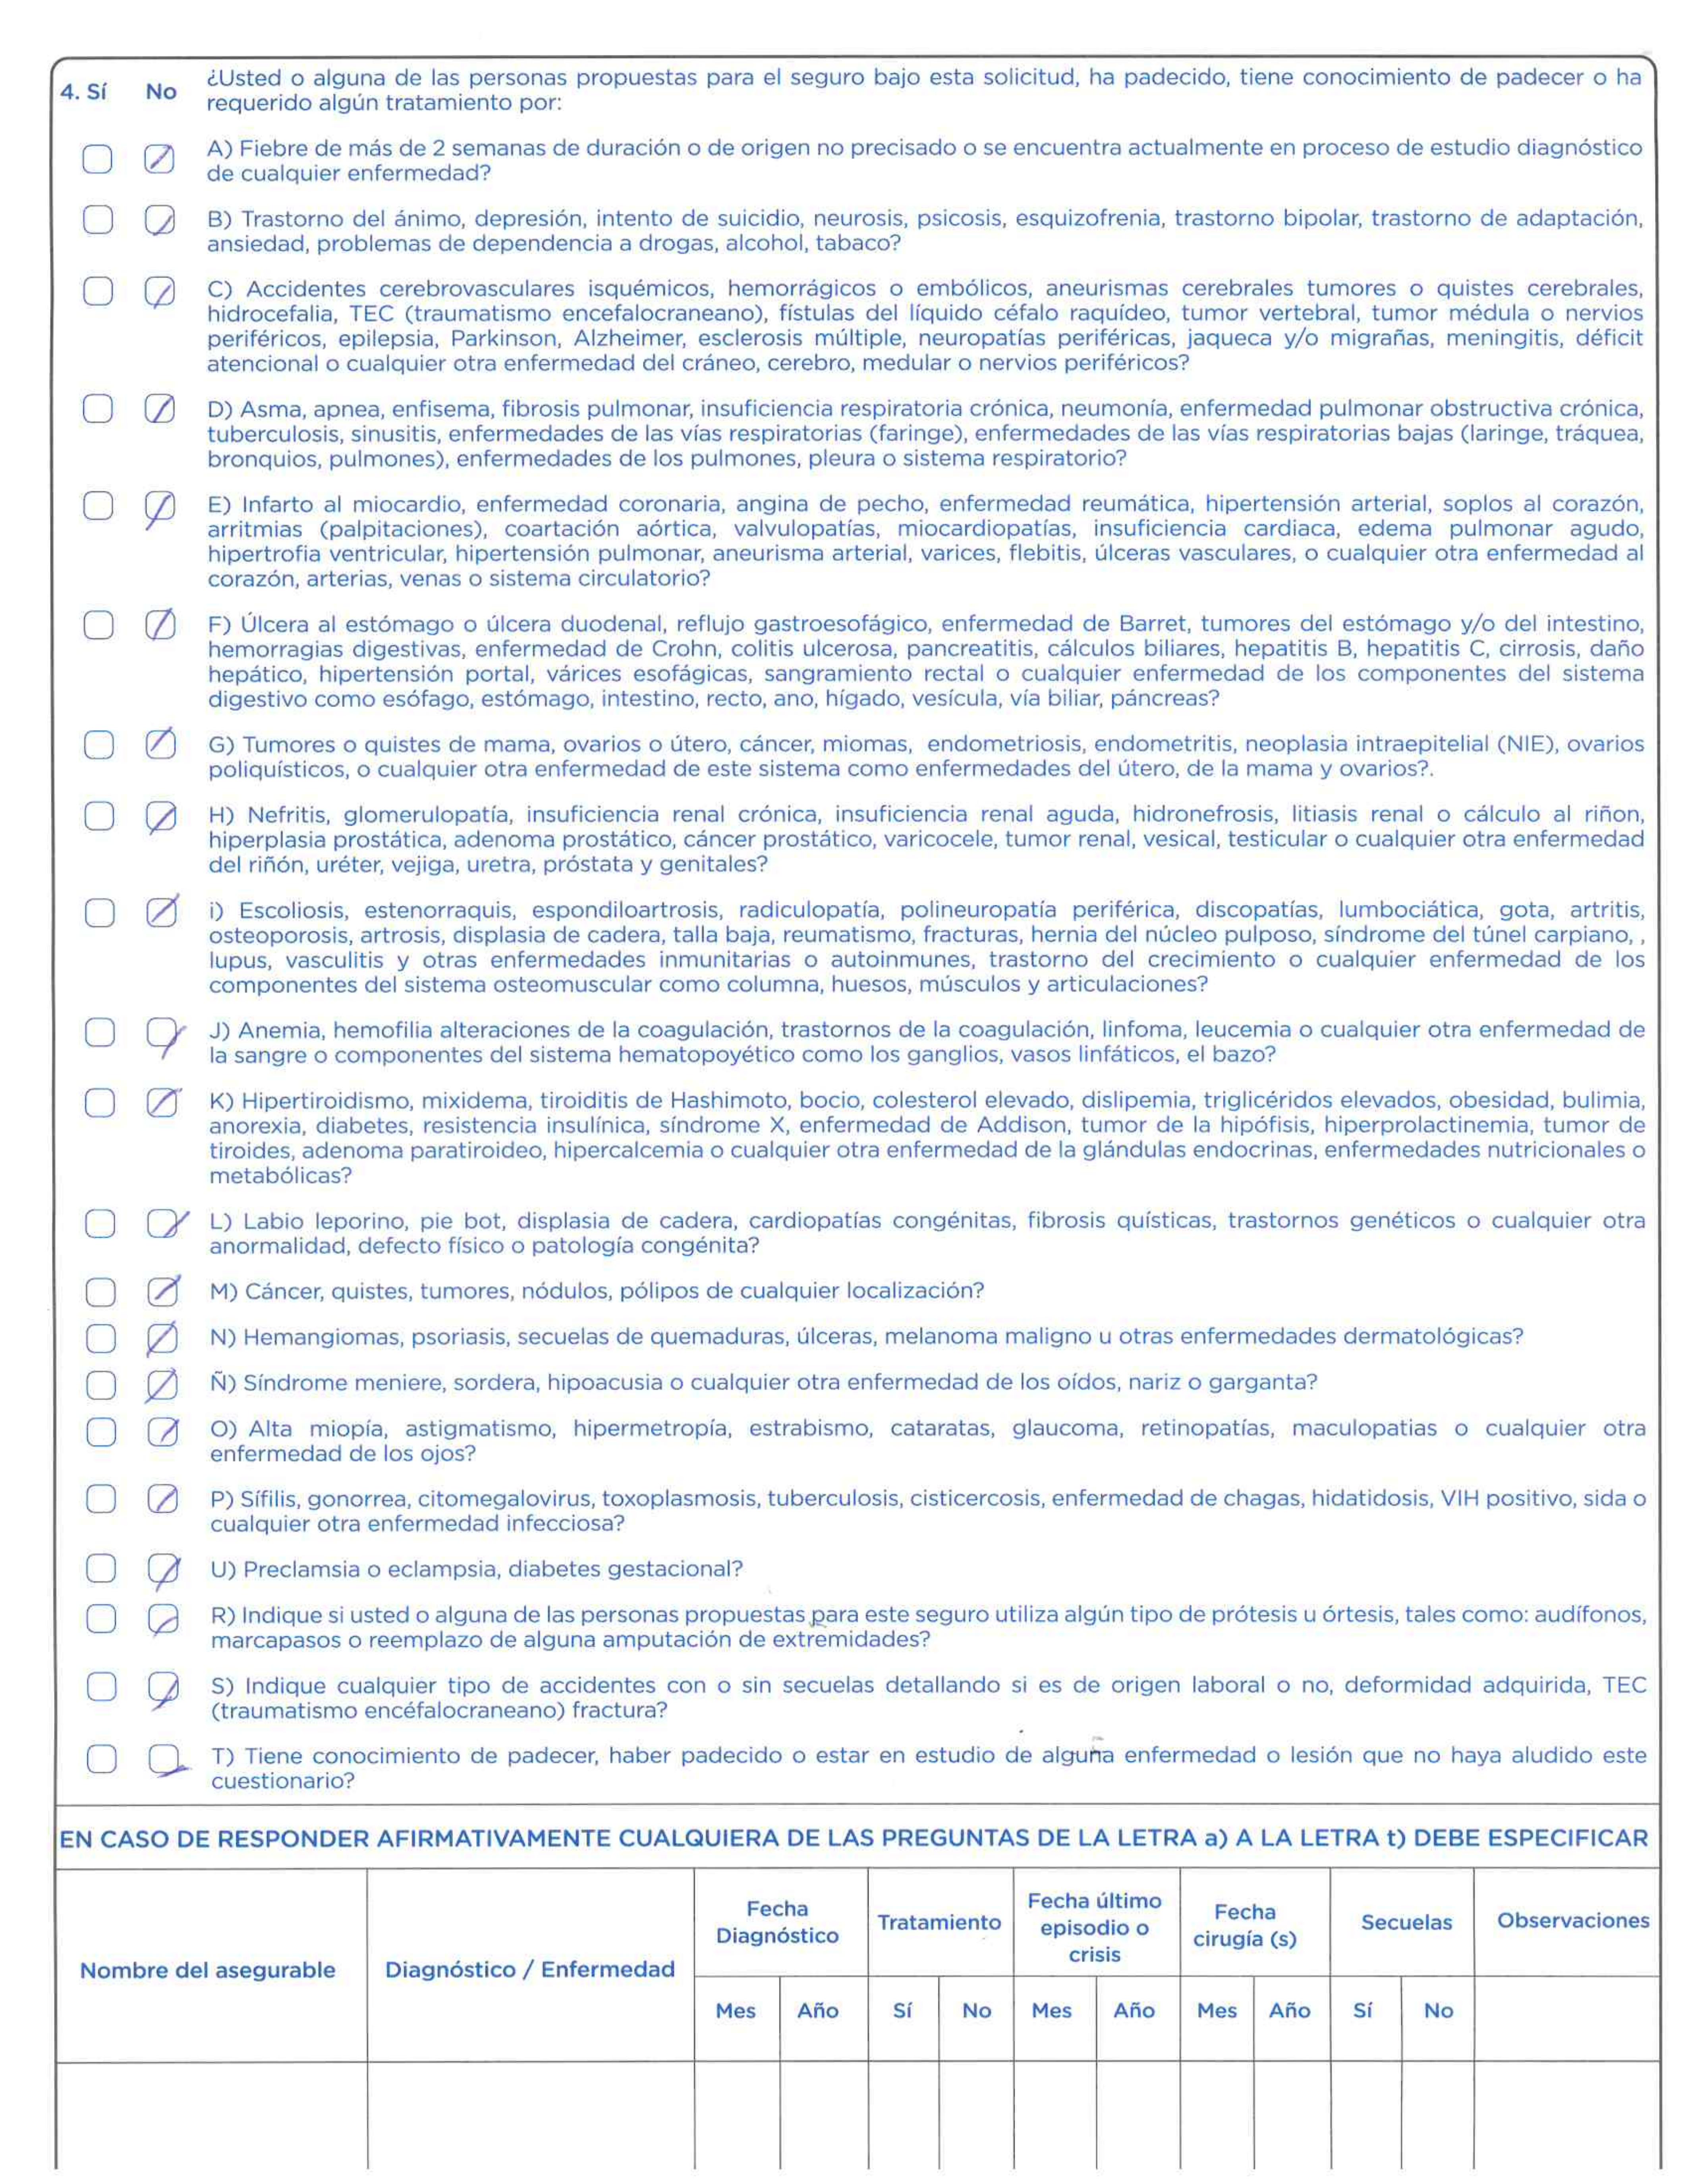 4. Sí No ¿Usted o alguna de las personas propuestas para el seguro bajo esta solicitud, ha padecido, tiene conocimiento de padecer o ha
requerido algún tratamiento por:
A) Fiebre de más de 2 semanas de duración o de origen no precisado o se encuentra actualmente en proceso de estudio diagnóstico
de cualquier enfermedad?
B) Trastorno del ánimo, depresión, intento de suicidio, neurosis, psicosis, esquizofrenia, trastorno bipolar, trastorno de adaptación,
ansiedad, problemas de dependencia a drogas, alcohol, tabaco?
C) Accidentes cerebrovasculares isquémicos, hemorrágicos o embólicos, aneurismas cerebrales tumores o quistes cerebrales,
hidrocefalia, TEC (traumatismo encefalocraneano), fístulas del líquido céfalo raquídeo, tumor vertebral, tumor médula o nervios
periféricos, epilepsia, Parkinson, Alzheimer, esclerosis múltiple, neuropatías periféricas, jaqueca y/o migrañas, meningitis, déficit
atencional o cualquier otra enfermedad del cráneo, cerebro, medular o nervios periféricos?
D) Asma, apnea, enfisema, fibrosis pulmonar, insuficiencia respiratoria crónica, neumonía, enfermedad pulmonar obstructiva crónica,
tuberculosis, sinusitis, enfermedades de las vías respiratorias (faringe), enfermedades de las vías respiratorias bajas (laringe, tráquea,
bronquios, pulmones), enfermedades de los pulmones, pleura o sistema respiratorio?
E) Infarto al miocardio, enfermedad coronaria, angina de pecho, enfermedad reumática, hipertensión arterial, soplos al corazón,
arritmias (palpitaciones), coartación aórtica, valvulopatías, miocardiopatías, insuficiencia cardiaca, edema pulmonar agudo,
hipertrofia ventricular, hipertensión pulmonar, aneurisma arterial, varices, flebitis, úlceras vasculares, o cualquier otra enfermedad al
corazón, arterias, venas o sistema circulatorio?
F) Úlcera al estómago o úlcera duodenal, reflujo gastroesofágico, enfermedad de Barret, tumores del estómago y/o del intestino,
hemorragias digestivas, enfermedad de Crohn, colitis ulcerosa, pancreatitis, cálculos biliares, hepatitis B, hepatitis C, cirrosis, daño
hepático, hipertensión portal, várices esofágicas, sangramiento rectal o cualquier enfermedad de los componentes del sistema
digestivo como esófago, estómago, intestino, recto, ano, hígado, vesícula, vía biliar, páncreas?
G) Tumores o quistes de mama, ovarios o útero, cáncer, miomas, endometriosis, endometritis, neoplasia intraepitelial (NIE), ovarios
poliquísticos, o cualquier otra enfermedad de este sistema como enfermedades del útero, de la mama y ovarios?.
H) Nefritis, glomerulopatía, insuficiencia renal crónica, insuficiencia renal aguda, hidronefrosis, litiasis renal o cálculo al riñon,
hiperplasia prostática, adenoma prostático, cáncer prostático, varicocele, tumor renal, vesical, testicular o cualquier otra enfermedad
del riñón, uréter, vejiga, uretra, próstata y genitales?
i) Escoliosis, estenorraquis, espondiloartrosis, radiculopatía, polineuropatía periférica, discopatías, lumbociática, gota, artritis,
osteoporosis, artrosis, displasia de cadera, talla baja, reumatismo, fracturas, hernia del núcleo pulposo, síndrome del túnel carpiano, ,
lupus, vasculitis y otras enfermedades inmunitarias o autoinmunes, trastorno del crecimiento o cualquier enfermedad de los
componentes del sistema osteomuscular como columna, huesos, músculos y articulaciones?
J) Anemia, hemofilia alteraciones de la coagulación, trastornos de la coagulación, linfoma, leucemia o cualquier otra enfermedad de
la sangre o componentes del sistema hematopoyético como los ganglios, vasos linfáticos, el bazo?
K) Hipertiroidismo, mixidema, tiroiditis de Hashimoto, bocio, colesterol elevado, dislipemia, triglicéridos elevados, obesidad, bulimia,
anorexia, diabetes, resistencia insulínica, síndrome X, enfermedad de Addison, tumor de la hipófisis, hiperprolactinemia, tumor de
tiroides, adenoma paratiroideo, hipercalcemia o cualquier otra enfermedad de la glándulas endocrinas, enfermedades nutricionales o
metabólicas?
L) Labio leporino, pie bot, displasia de cadera, cardiopatías congénitas, fibrosis quísticas, trastornos genéticos o cualquier otra
anormalidad, defecto físico o patología congénita?
M) Cáncer, quistes, tumores, nódulos, pólipos de cualquier localización?
N) Hemangiomas, psoriasis, secuelas de quemaduras, úlceras, melanoma maligno u otras enfermedades dermatológicas?
Ñ) Síndrome meniere, sordera, hipoacusia o cualquier otra enfermedad de los oídos, nariz o garganta?
O) Alta miopía, astigmatismo, hipermetropía, estrabismo, cataratas, glaucoma, retinopatías, maculopatias o cualquier otra
enfermedad de los ojos?
P) Sífilis, gonorrea, citomegalovirus, toxoplasmosis, tuberculosis, cisticercosis, enfermedad de chagas, hidatidosis, VIH positivo, sida o
cualquier otra enfermedad infecciosa?
U) Preclamsia o eclampsia, diabetes gestacional?
R) Indique si usted o alguna de las personas propuestas para este seguro utiliza algún tipo de prótesis u órtesis, tales como: audífonos,
marcapasos o reemplazo de alguna amputación de extremidades?
S) Indique cualquier tipo de accidentes con o sin secuelas detallando si es de origen laboral o no, deformidad adquirida, TEC
(traumatismo encéfalocraneano) fractura?
T) Tiene conocimiento de padecer, haber padecido o estar en estudio de alguna enfermedad o lesión que no haya aludido este
cuestionario?
EN CASO DE RESPONDER AFIRMATIVAMENTE CUALQUIERA DE LAS PREGUNTAS DE LA LETRA a) A LA LETRA t) DEBE ESPECIFICAR
Nombre del asegurable
Diagnóstico / Enfermedad
Fecha
Diagnóstico
Tratamiento
Fecha último
episodio o
crisis
Fecha
cirugía (s)
Secuelas
Observaciones
Mes Año Sí No Mes Año Mes Año Sí No